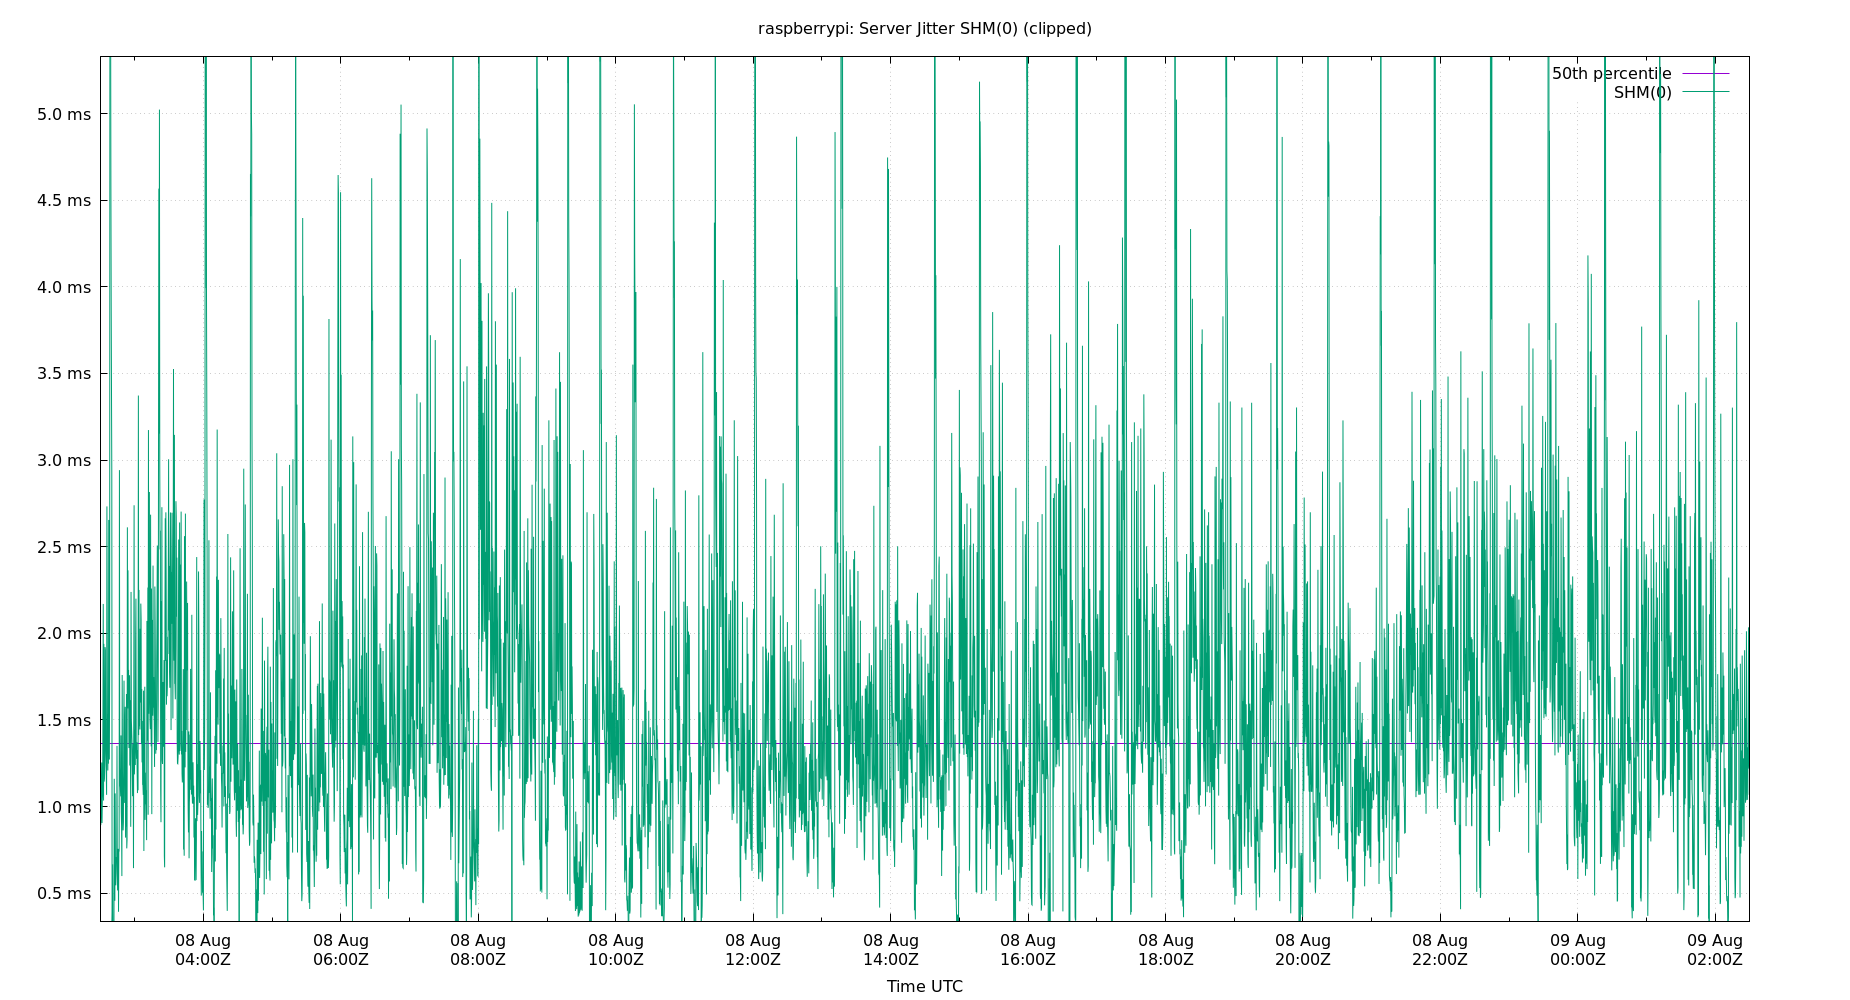 raspberrypi: Server Jitter SHM(0) (clipped)
50th percentile
SHM(0)
5.0 ms
4.5 ms
4.0 ms
3.5 ms
3.0 ms
2.5 ms
2.0 ms
1.5 ms
1.0 ms
0.5 ms
08 Aug 08 Aug 08 Aug 08 Aug 08 Aug 08 Aug 08 Aug 08 Aug 08 Aug 08 Aug 09 Aug 09 Aug
04:00Z 06:00Z 08:00Z 10:00Z 12:00Z 14:00Z 16:00Z 18:00Z 20:00Z 22:00Z 00:00Z 02:00Z
Time UTC